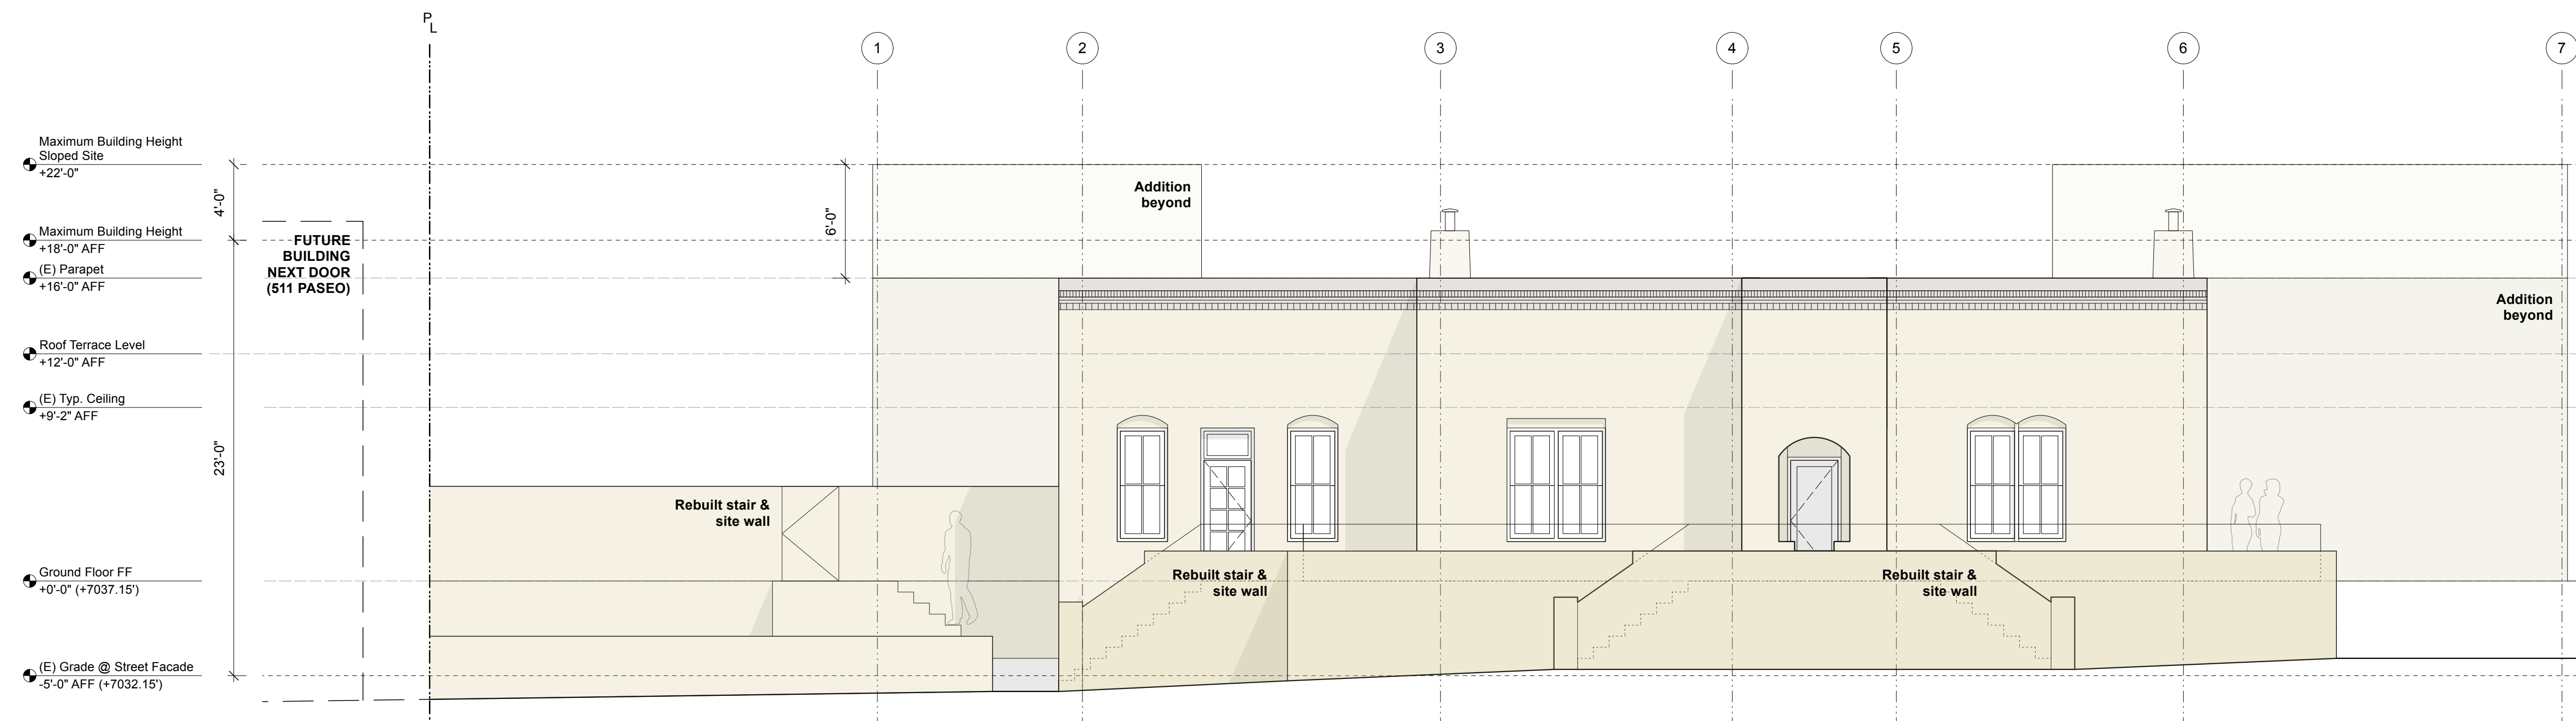 P
L
1
2
3
4
5
6
7
Maximum Building Height
Sloped Site
+22'-0"
4'-0"
6'-0"
Addition
beyond
Maximum Building Height
+18'-0" AFF
FUTURE
BUILDING
NEXT DOOR
(511 PASEO)
(E) Parapet
+16'-0" AFF
Addition
beyond
Roof Terrace Level
+12'-0" AFF
(E) Typ. Ceiling
+9'-2" AFF
23'-0"
Rebuilt stair &
site wall
Ground Floor FF
+0'-0" (+7037.15')
Rebuilt stair &
site wall
Rebuilt stair &
site wall
(E) Grade @ Street Facade
-5'-0" AFF (+7032.15')